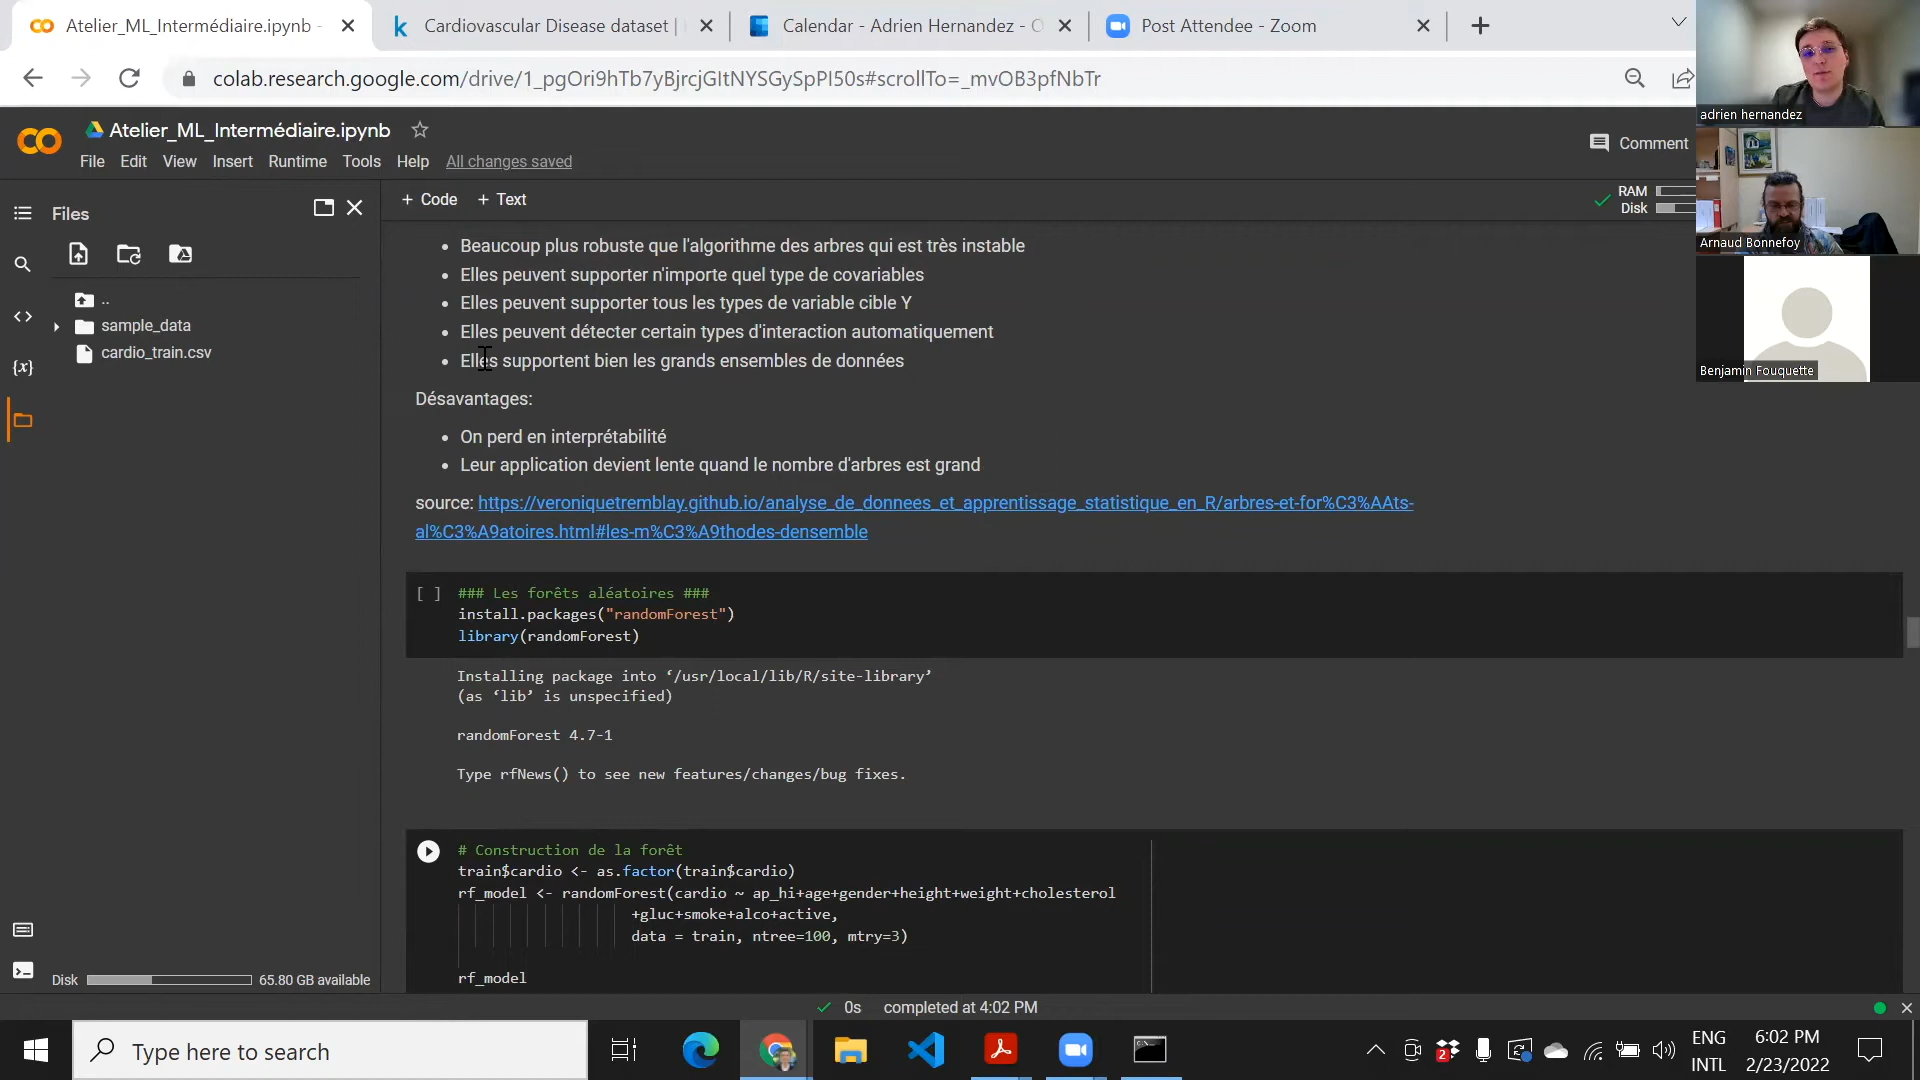 Atelier_ML_Intermédiaire.ipynb -
Cardiovascular Disease dataset |
Calendar - Adrien Hernandez - O
Post Attendee - Zoom
colab.research.google.com/drive/1_pgOri9hTb7yBjrcjGItNYSGySpPI50s#scrollTo=_mvOB3pfNbTr
adrien hernandez
Atelier_ML_Intermédiaire.ipynb
File Edit View Insert Runtime Tools Help All changes saved
Comment
Files
+ Code + Text
RAM
Disk
Arnaud Bonnefoy
Benjamin Fouquette
..
sample_data
cardio_train.csv
{x}
• Beaucoup plus robuste que l'algorithme des arbres qui est très instable
• Elles peuvent supporter n'importe quel type de covariables
• Elles peuvent supporter tous les types de variable cible Y
• Elles peuvent détecter certain types d'interaction automatiquement
• Elles supportent bien les grands ensembles de données
Désavantages:
• On perd en interprétabilité
• Leur application devient lente quand le nombre d'arbres est grand
source: https://veroniquetremblay.github.io/analyse_de_donnees_et_apprentissage_statistique_en_R/arbres-et-for%C3%AAts-
al%C3%A9atoires.html#les-m%C3%A9thodes-densemble
[ ] ### Les forêts aléatoires ###
install.packages("randomForest")
library(randomForest)
Installing package into ‘/usr/local/lib/R/site-library’
(as ‘lib’ is unspecified)
randomForest 4.7-1
Type rfNews() to see new features/changes/bug fixes.
# Construction de la forêt
train$cardio <- as.factor(train$cardio)
rf_model <- randomForest(cardio ~ ap_hi+age+gender+height+weight+cholesterol
+gluc+smoke+alco+active,
data = train, ntree=100, mtry=3)
rf_model
Disk 65.80 GB available
0s completed at 4:02 PM
Type here to search
2
ENG
INTL
6:02 PM
2/23/2022